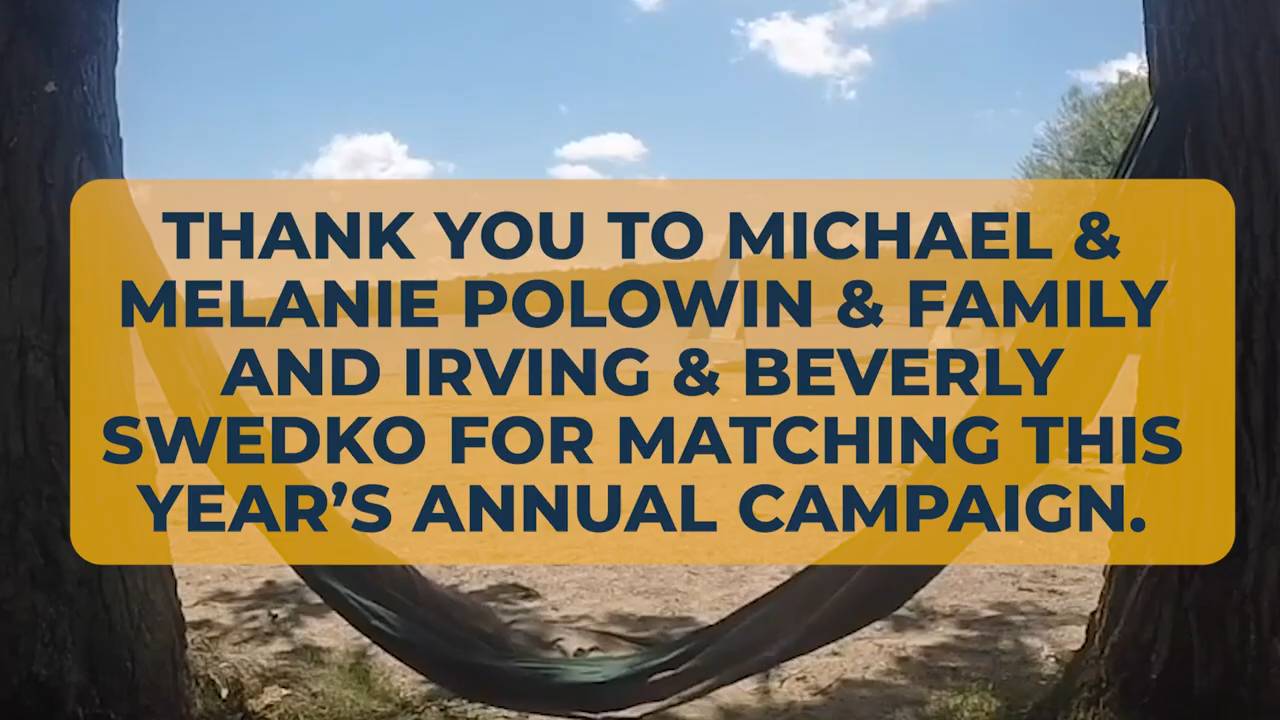 THANK YOU TO MICHAEL &
MELANIE POLOWIN & FAMILY
AND IRVING & BEVERLY
SWEDKO FOR MATCHING THIS
YEAR’S ANNUAL CAMPAIGN.